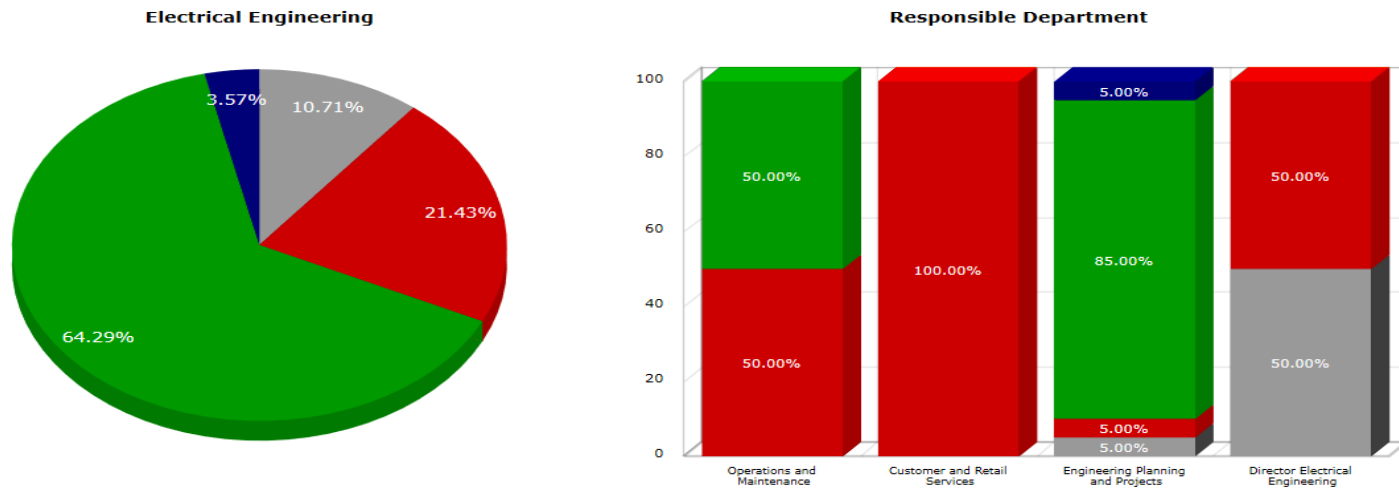 Electrical Engineering
3.57%
10.71%
21.43%
64.29%
Responsible Department
100
80
60
40
20
0
50.00%
50.00%
100.00%
5.00%
85.00%
5.00%
5.00%
50.00%
50.00%
Operations and
Maintenance
Customer and Retail
Services
Engineering Planning
and Projects
Director Electrical
Engineering